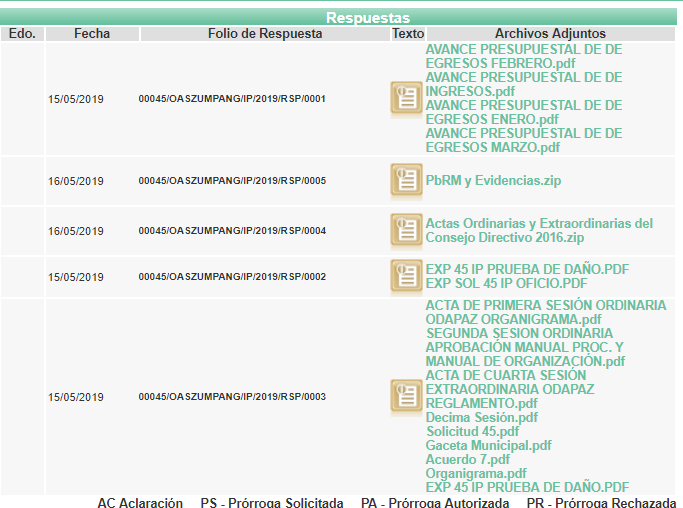 Respuestas
Edo. Fecha Folio de Respuesta Texto Archivos Adjuntos
AVANCE PRESUPUESTAL DE DE
EGRESOS FEBRERO.pdf
AVANCE PRESUPUESTAL DE DE
15/05/2019 00045/OASZUMPANG/IP/2019/RSP/0001 INGRESOS.pdf
AVANCE PRESUPUESTAL DE DE
EGRESOS ENERO.pdf
AVANCE PRESUPUESTAL DE DE
EGRESOS MARZO.pdf
16/05/2019 00045/OASZUMPANG/IP/2019/RSP/0005 PbRM y Evidencias.zip
16/05/2019 00045/OASZUMPANG/IP/2019/RSP/0004 Actas Ordinarias y Extraordinarias del
Consejo Directivo 2016.zip
15/05/2019 00045/OASZUMPANG/IP/2019/RSP/0002 EXP 45 IP PRUEBA DE DAÑO.PDF
EXP SOL 45 IP OFICIO.PDF
ACTA DE PRIMERA SESIÓN ORDINARIA
ODAPAZ ORGANIGRAMA.pdf
SEGUNDA SESION ORDINARIA
APROBACIÓN MANUAL PROC. Y
MANUAL DE ORGANIZACIÓN.pdf
ACTA DE CUARTA SESIÓN
EXTRAORDINARIA ODAPAZ
15/05/2019 00045/OASZUMPANG/IP/2019/RSP/0003 REGLAMENTO.pdf
Decima Sesión.pdf
Solicitud 45.pdf
Gaceta Municipal.pdf
Acuerdo 7.pdf
Organigrama.pdf
EXP 45 IP PRUEBA DE DAÑO.PDF
AC Aclaración PS - Prórroga Solicitada PA - Prórroga Autorizada PR - Prórroga Rechazada